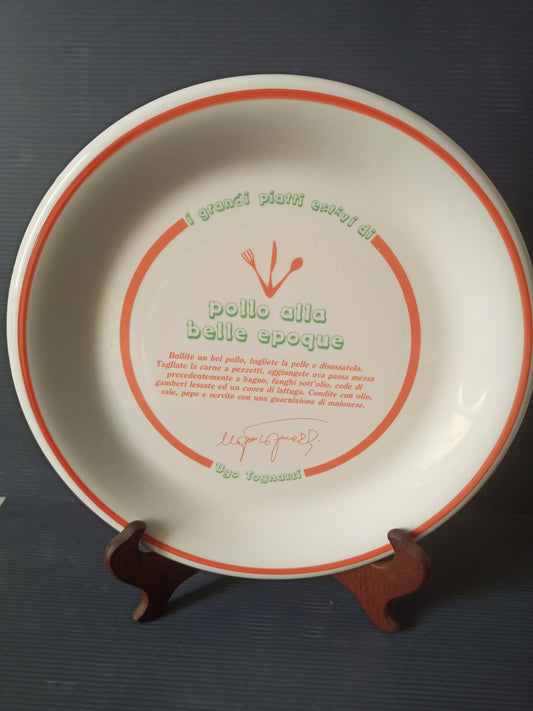 i grandi piatti estivi di
pollo alla
belle epoque
Bollite un bel pollo, togliete la pelle e disossatelo.
Tagliate la carne a pezzetti, aggiungete uva passa messa
precedentemente a bagno, funghi sott'olio, code di
gamberi lessate ed un cuore di lattuga. Condite con olio,
sale, pepe e servite con una guarnizione di maionese.
Ugo Tognazzi
Ugo Tognazzi